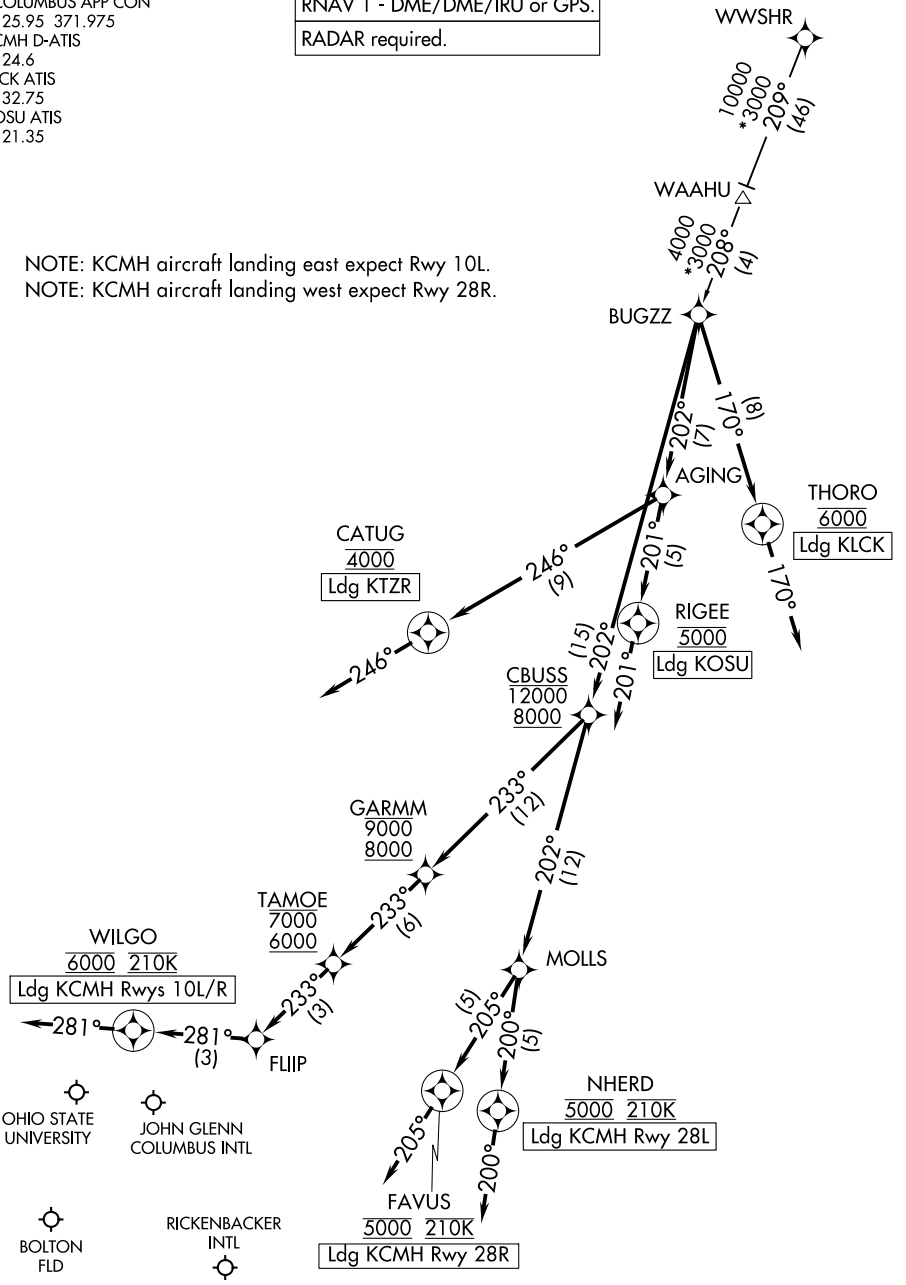 COLUMBUS APP CON
25.95 371.975
CMH D-ATIS
24.6
CK ATIS
32.75
OSU ATIS
21.35
RNAV 1 - DME/DME/IRU or GPS.
RADAR required.
WWSHR
10000
*3000
209°
(46)
WAAHU
4000
*3000
208°
(4)
NOTE: KCMH aircraft landing east expect Rwy 10L.
NOTE: KCMH aircraft landing west expect Rwy 28R.
BUGZZ
202°
(7)
170°
(8)
AGING
THORO
6000
Ldg KLCK
170°
CATUG
4000
Ldg KTZR
246°
(9)
246°
201°
(5)
RIGEE
5000
Ldg KOSU
201°
(15)
202°
CBUSS
12000
8000
233°
(12)
202°
(12)
GARMM
9000
8000
233°
(6)
TAMOE
7000
6000
233°
(3)
WILGO
6000 210K
Ldg KCMH Rwys 10L/R
281°
281°
(3)
FLIIP
MOLLS
(5)
205°
200°
(5)
NHERD
5000 210K
Ldg KCMH Rwy 28L
205°
200°
FAVUS
5000 210K
Ldg KCMH Rwy 28R
OHIO STATE
UNIVERSITY
JOHN GLENN
COLUMBUS INTL
BOLTON
FLD
RICKENBACKER
INTL